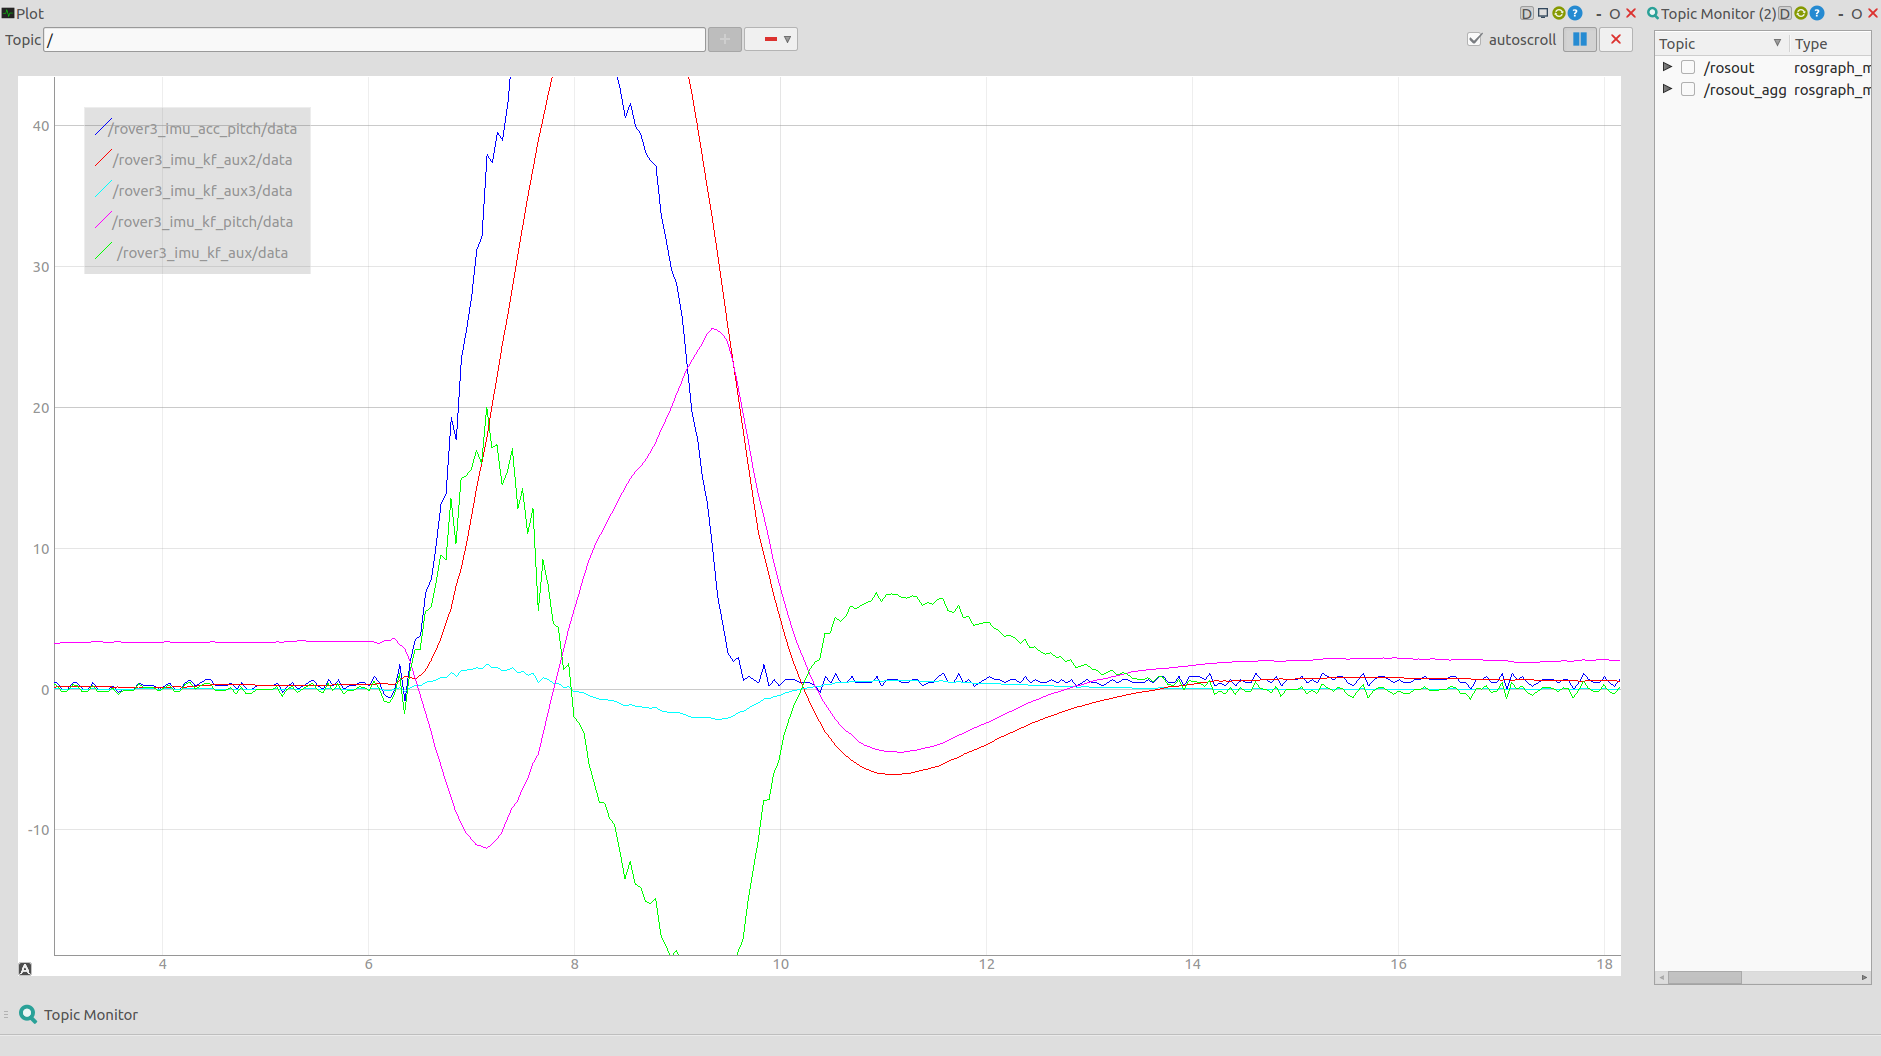 Plot
D ? - O ×
Topic Monitor (2) D ? - O ×
Topic / + autoscroll
Topic Type
/rosout rosgraph_m
/rosout_agg rosgraph_m
/rover3_imu_acc_pitch/data
/rover3_imu_kf_aux2/data
/rover3_imu_kf_aux3/data
/rover3_imu_kf_pitch/data
/rover3_imu_kf_aux/data
40
30
20
10
0
-10
4 6 8 10 12 14 16 18
A
Topic Monitor